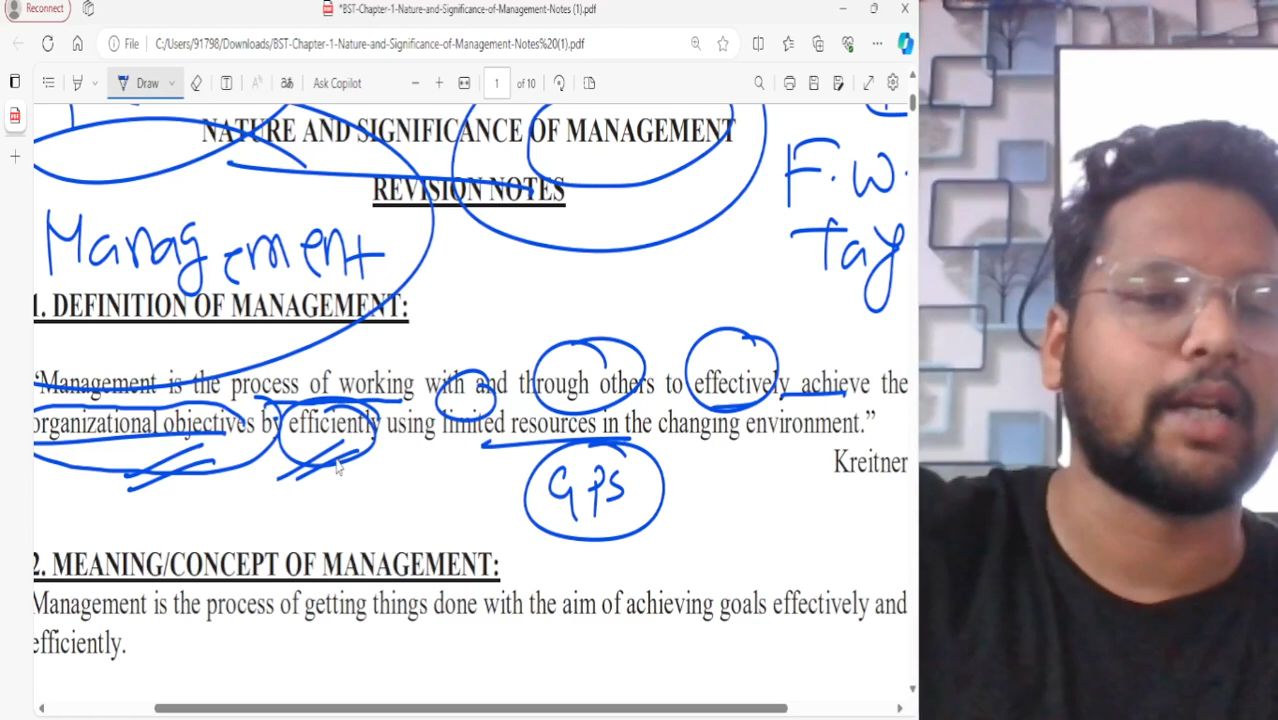 Reconnect
*BST-Chapter-1-Nature-and-Significance-of-Management-Notes (1).pdf
File C:/Users/91798/Downloads/BST-Chapter-1-Nature-and-Significance-of-Management-Notes%20(1).pdf
Draw Ask Copilot 1 of 10
NATURE AND SIGNIFICANCE OF MANAGEMENT
REVISION NOTES
F.W.
Tay
Management
1. DEFINITION OF MANAGEMENT:
“Management is the process of working with and through others to effectively achieve the
organizational objectives by efficiently using limited resources in the changing environment.”
Kreitner
GPS
2. MEANING/CONCEPT OF MANAGEMENT:
Management is the process of getting things done with the aim of achieving goals effectively and
efficiently.